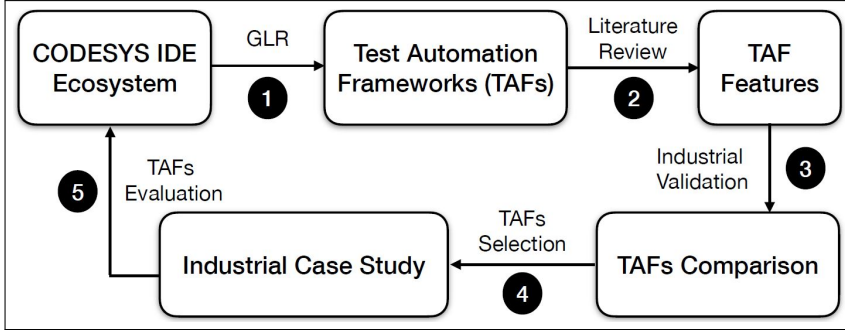 CODESYS IDE
Ecosystem
GLR
1
Test Automation
Frameworks (TAFs)
Literature
Review
2
TAF
Features
Industrial
Validation
3
TAFs Comparison
TAFs
Selection
4
Industrial Case Study
TAFs
Evaluation
5